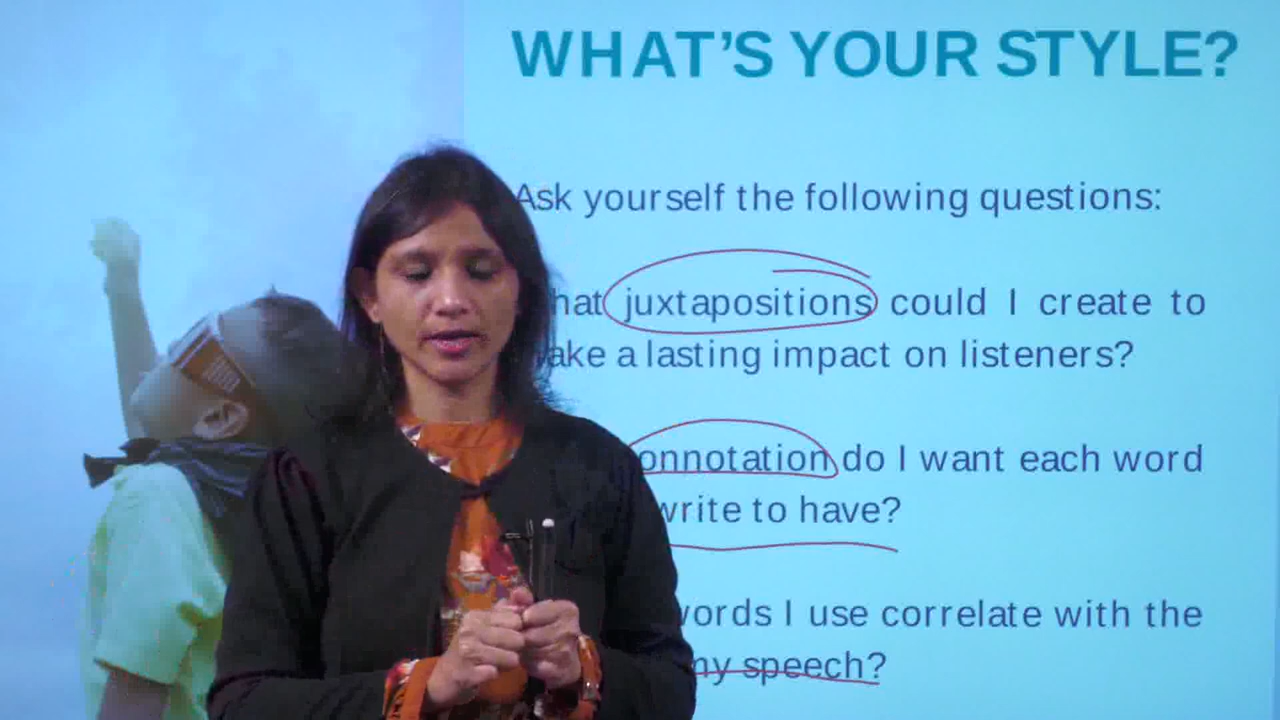 WHAT'S YOUR STYLE?
Ask yourself the following questions:
juxtapositions could I create to
a lasting impact on listeners?
do I want each word
write to have?
words I use correlate with the
my speech?